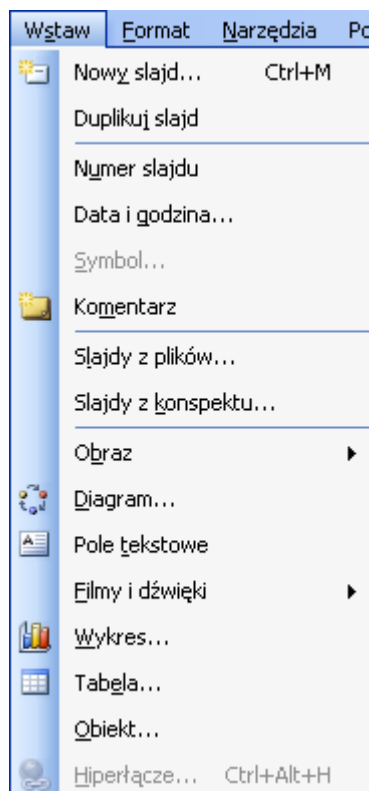 Wstaw Format Narzędzia Po
Nowy slajd... Ctrl+M
Duplikuj slajd
Numer slajdu
Data i godzina...
Symbol...
Komentarz
Slajdy z plików...
Slajdy z konspektu...
Obraz
Diagram...
Pole tekstowe
Filmy i dźwięki
Wykres...
Tabela...
Obiekt...
Hiperłącze... Ctrl+Alt+H